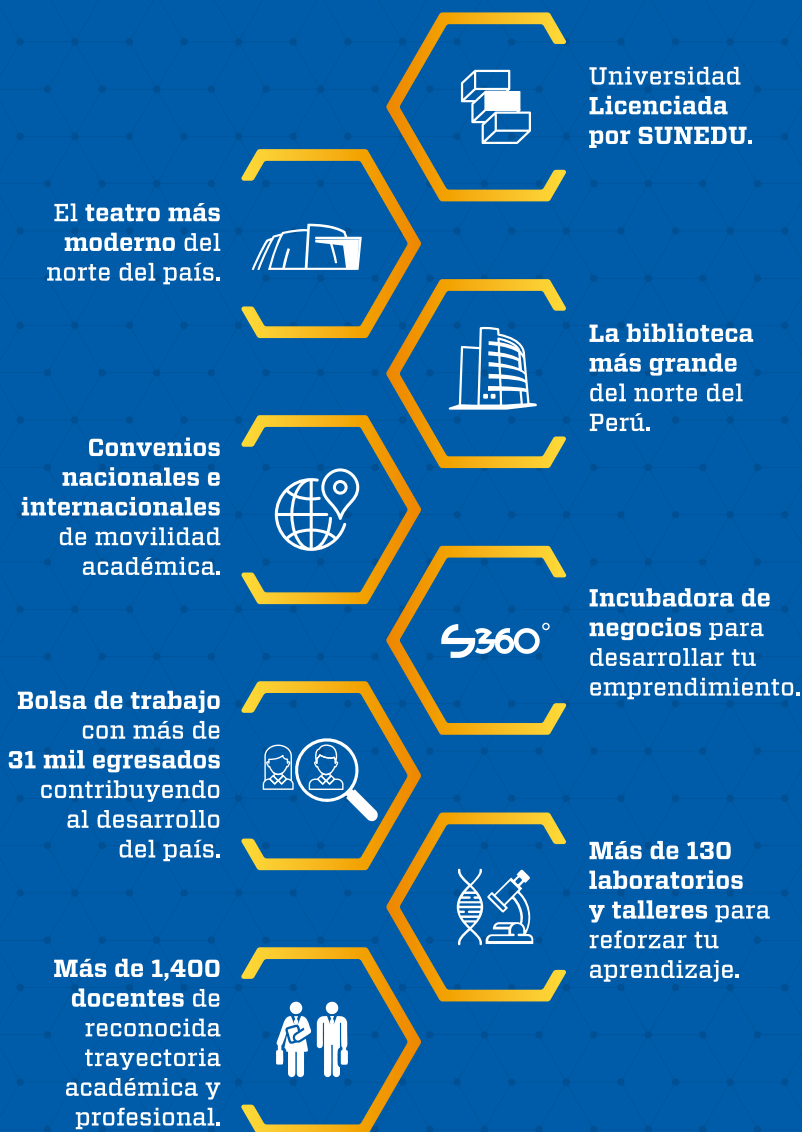 Universidad
Licenciada
por SUNEDU.
El teatro más
moderno del
norte del país.
La biblioteca
más grande
del norte del
Perú.
Convenios
nacionales e
internacionales
de movilidad
académica.
S360°
Incubadora de
negocios para
desarrollar tu
emprendimiento.
Bolsa de trabajo
con más de
31 mil egresados
contribuyendo
al desarrollo
del país.
Más de 130
laboratorios
y talleres para
reforzar tu
aprendizaje.
Más de 1,400
docentes de
reconocida
trayectoria
académica y
profesional.